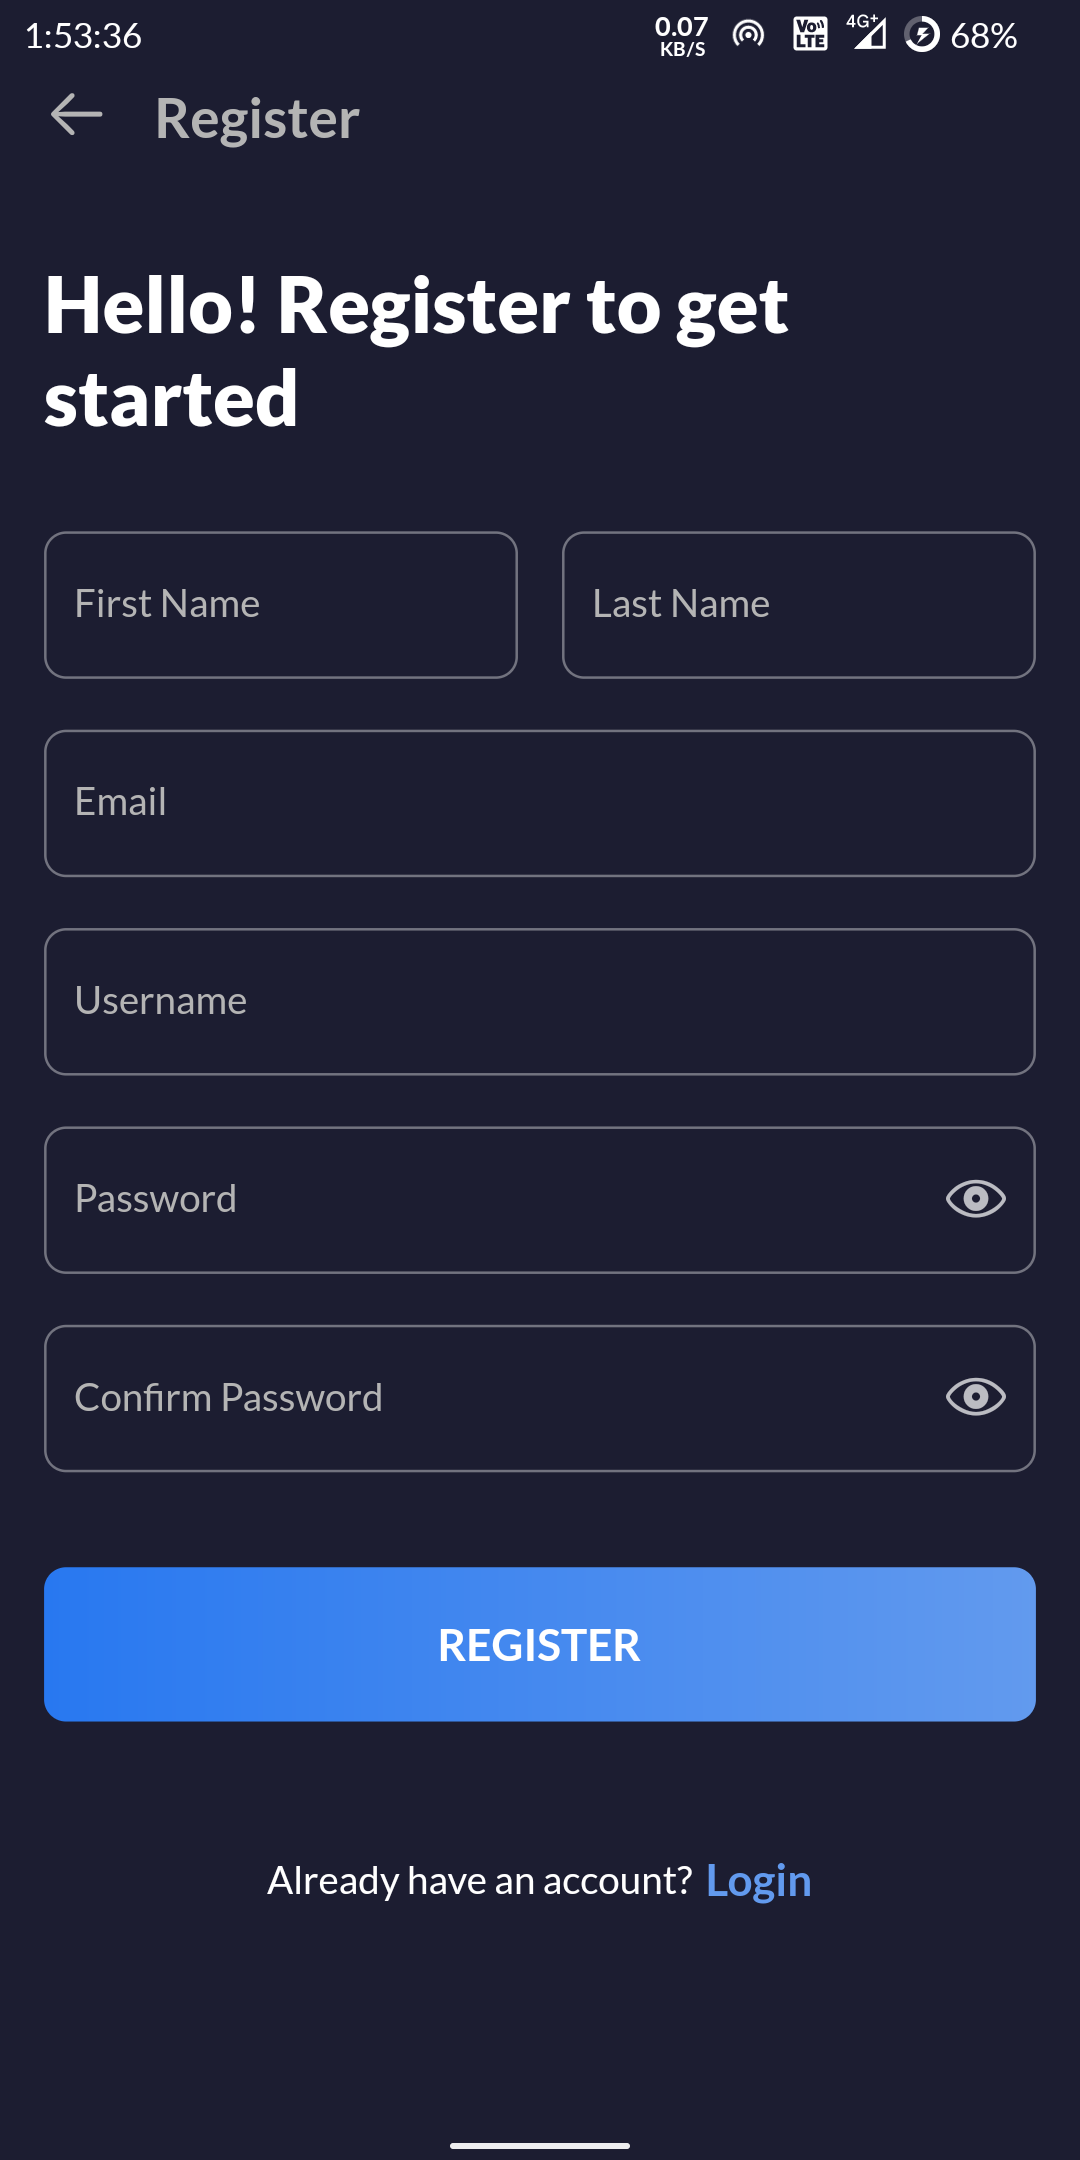 1:53:36
0.07
KB/S
Vo
LTE
4G+
68%
Register
Hello! Register to get
started
First Name
Last Name
Email
Username
Password
Confirm Password
REGISTER
Already have an account? Login